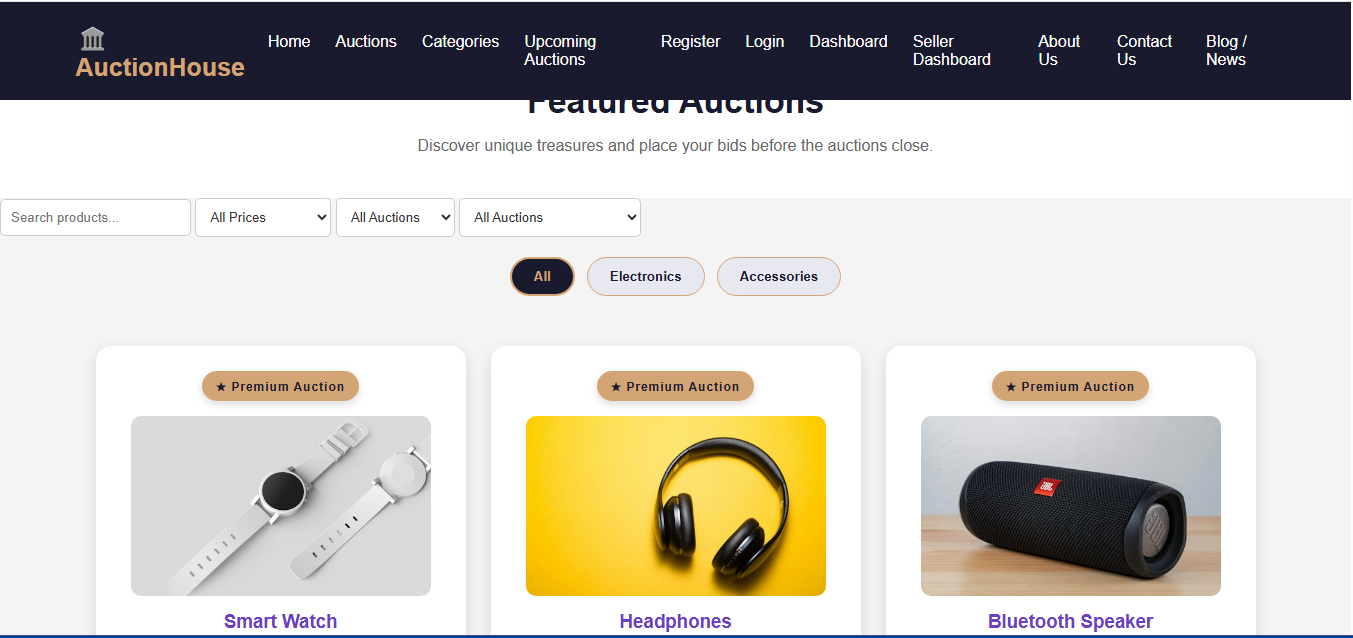 AuctionHouse
Home
Auctions
Categories
Upcoming
Auctions
Register
Login
Dashboard
Seller
Dashboard
About
Us
Contact
Us
Blog /
News
Featured Auctions
Discover unique treasures and place your bids before the auctions close.
Search products...
All Prices
All Auctions
All Auctions
All
Electronics
Accessories
★ Premium Auction
★ Premium Auction
★ Premium Auction
JBL
JBL
Smart Watch
Headphones
Bluetooth Speaker